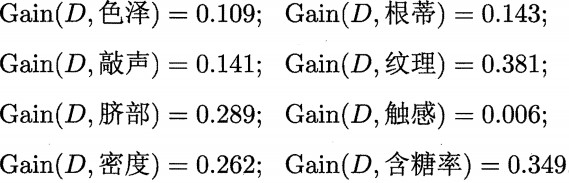 Gain(D, 色泽) = 0.109; Gain(D, 根蒂) = 0.143;
Gain(D, 敲声) = 0.141; Gain(D, 纹理) = 0.381;
Gain(D, 脐部) = 0.289; Gain(D, 触感) = 0.006;
Gain(D, 密度) = 0.262; Gain(D, 含糖率) = 0.349